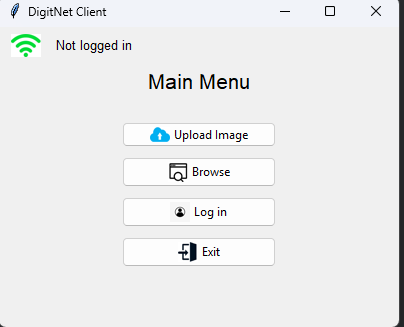 DigitNet Client
Not logged in
Main Menu
Upload Image
Browse
Log in
Exit